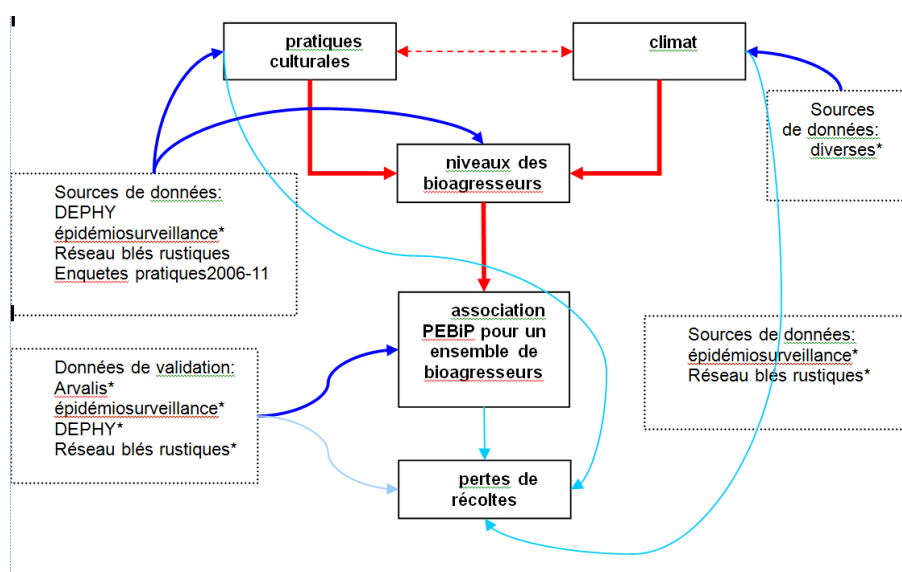 pratiques
culturales
climat
Sources
de données:
diverses*
niveaux des
bioagresseurs
Sources de données:
DEPHY
épidémiosurveillance*
Réseau blés rustiques
Enquetes pratiques2006-11
association
PEBiP pour un
ensemble de
bioagresseurs
Sources de données:
épidémiosurveillance*
Réseau blés rustiques*
Données de validation:
Arvalis*
épidémiosurveillance*
DEPHY*
Réseau blés rustiques*
pertes de
récoltes